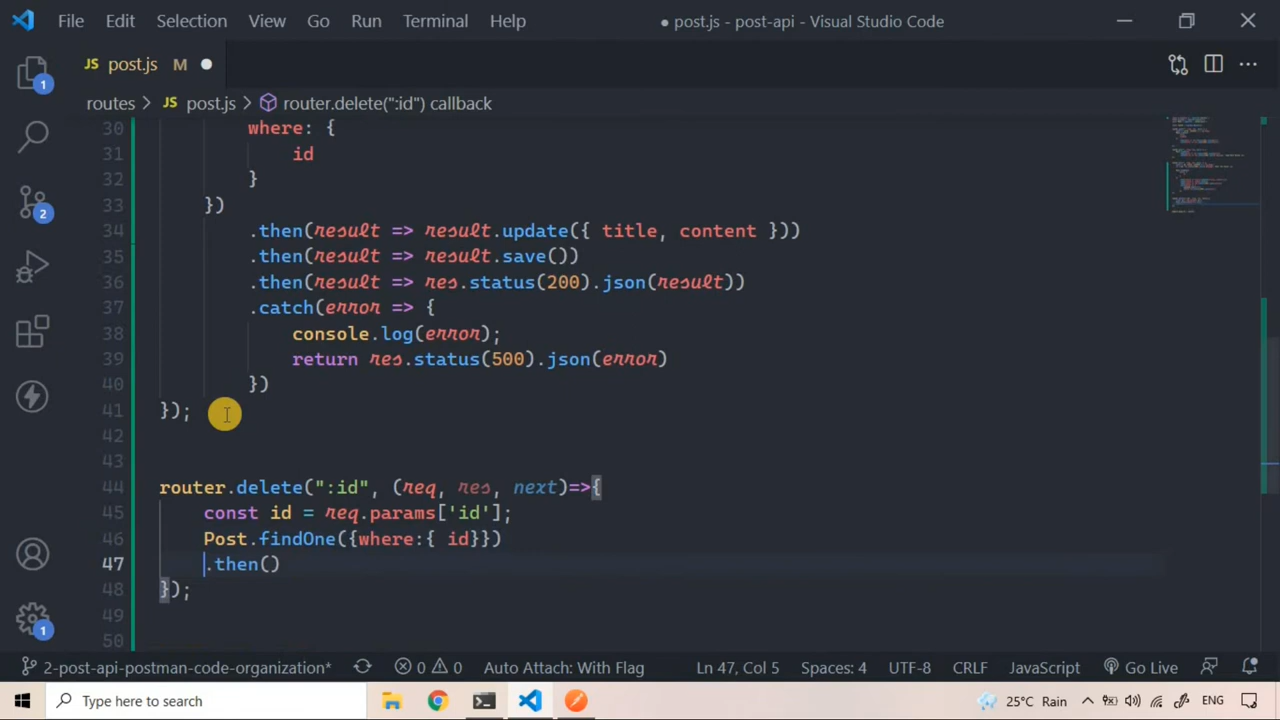 File Edit Selection View Go Run Terminal Help ● post.js - post-api - Visual Studio Code
JS post.js M ●
routes > JS post.js > router.delete(":id") callback
30 where: {
31 id
32 }
33 })
34 .then(result => result.update({ title, content }))
35 .then(result => result.save())
36 .then(result => res.status(200).json(result))
37 .catch(error => {
38 console.log(error);
39 return res.status(500).json(error)
40 })
41 });
42
43
44 router.delete(":id", (req, res, next)=>{
45 const id = req.params['id'];
46 Post.findOne({where:{ id}})
47 .then()
48 });
49
50
1
2
1
2-post-api-postman-code-organization* 0 0 Auto Attach: With Flag Ln 47, Col 5 Spaces: 4 UTF-8 CRLF JavaScript Go Live
Type here to search 25°C Rain ENG